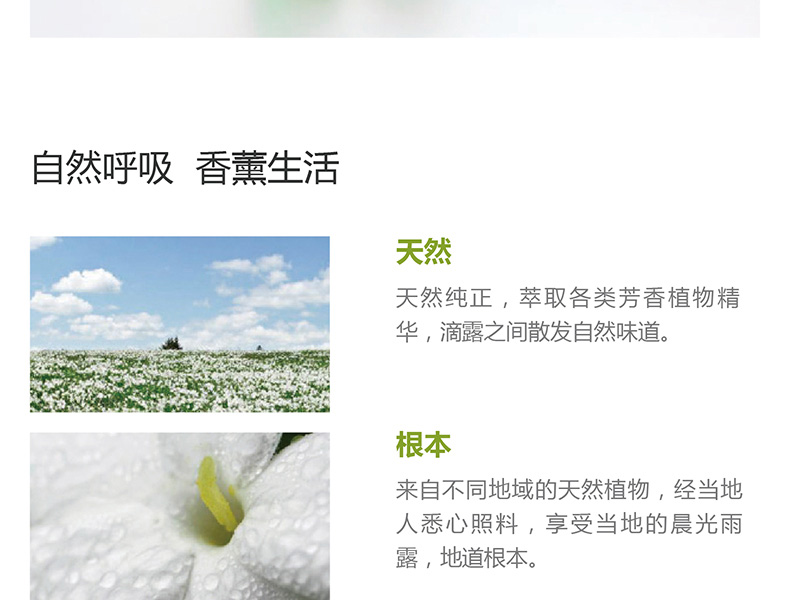 自然呼吸 香薰生活
天然
天然纯正，萃取各类芳香植物精
华，滴露之间散发自然味道。
根本
来自不同地域的天然植物，经当地
人悉心照料，享受当地的晨光雨
露，地道根本。